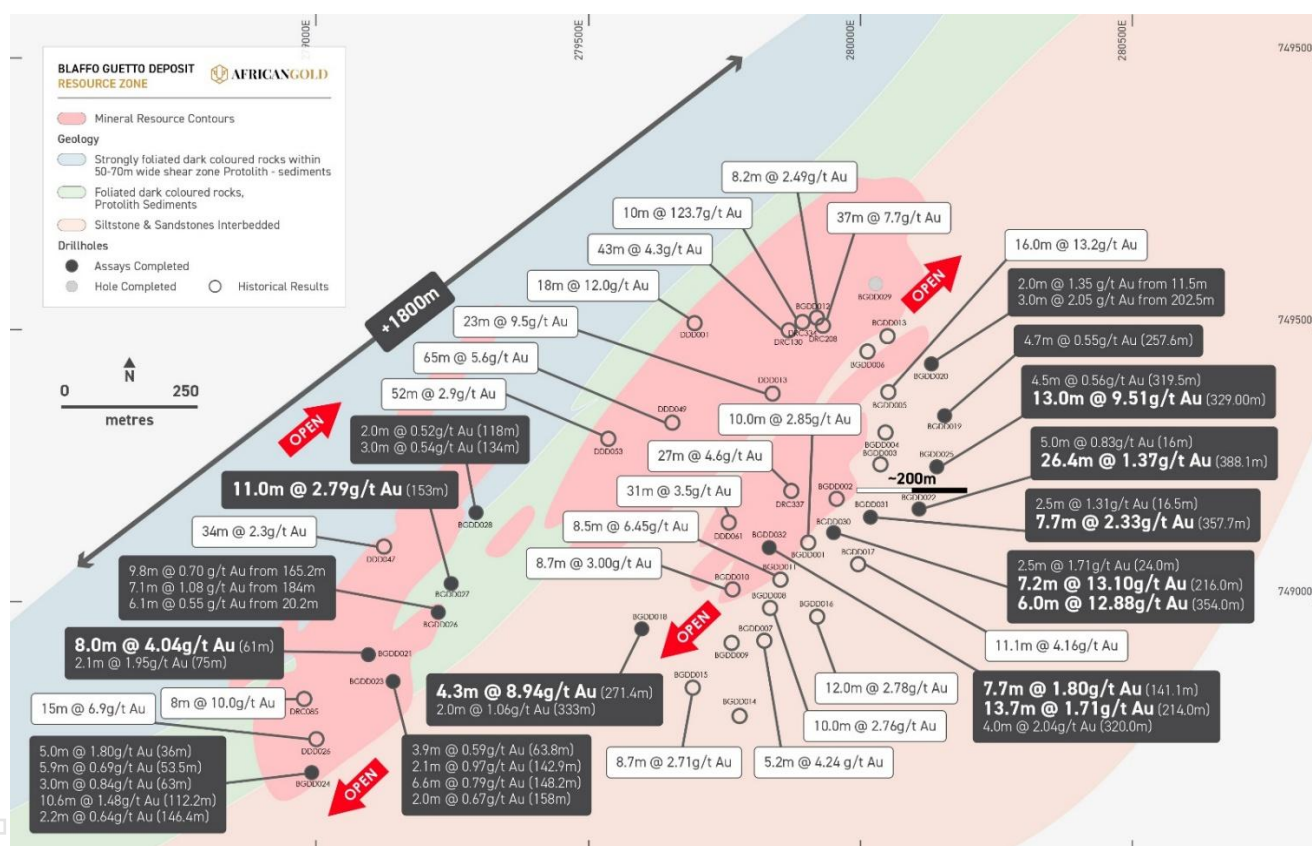 279000E
279500E
280000E
280500E
749500
BLAFFO GUETTO DEPOSIT
RESOURCE ZONE
AFRICANGOLD
Mineral Resource Contours
Geology
Strongly foliated dark coloured rocks within
50-70m wide shear zone Protolith - sediments
Foliated dark coloured rocks,
Protolith Sediments
Siltstone & Sandstones Interbedded
Drillholes
Assays Completed
Hole Completed
Historical Results
N
0 250
metres
+1800m
8.2m @ 2.49g/t Au
10m @ 123.7g/t Au
37m @ 7.7g/t Au
43m @ 4.3g/t Au
18m @ 12.0g/t Au
23m @ 9.5g/t Au
65m @ 5.6g/t Au
52m @ 2.9g/t Au
16.0m @ 13.2g/t Au
2.0m @ 1.35 g/t Au from 11.5m
3.0m @ 2.05 g/t Au from 202.5m
4.7m @ 0.55g/t Au (257.6m)
4.5m @ 0.56g/t Au (319.5m)
13.0m @ 9.51g/t Au (329.00m)
5.0m @ 0.83g/t Au (16m)
26.4m @ 1.37g/t Au (388.1m)
2.5m @ 1.31g/t Au (16.5m)
7.7m @ 2.33g/t Au (357.7m)
2.5m @ 1.71g/t Au (24.0m)
7.2m @ 13.10g/t Au (216.0m)
6.0m @ 12.88g/t Au (354.0m)
11.1m @ 4.16g/t Au
7.7m @ 1.80g/t Au (141.1m)
13.7m @ 1.71g/t Au (214.0m)
4.0m @ 2.04g/t Au (320.0m)
12.0m @ 2.78g/t Au
10.0m @ 2.76g/t Au
5.2m @ 4.24 g/t Au
8.7m @ 2.71g/t Au
10.0m @ 2.85g/t Au
27m @ 4.6g/t Au
31m @ 3.5g/t Au
8.5m @ 6.45g/t Au
8.7m @ 3.00g/t Au
2.0m @ 0.52g/t Au (118m)
3.0m @ 0.54g/t Au (134m)
11.0m @ 2.79g/t Au (153m)
34m @ 2.3g/t Au
9.8m @ 0.70 g/t Au from 165.2m
7.1m @ 1.08 g/t Au from 184m
6.1m @ 0.55 g/t Au from 20.2m
8.0m @ 4.04g/t Au (61m)
2.1m @ 1.95g/t Au (75m)
8m @ 10.0g/t Au
15m @ 6.9g/t Au
5.0m @ 1.80g/t Au (36m)
5.9m @ 0.69g/t Au (53.5m)
3.0m @ 0.84g/t Au (63m)
10.6m @ 1.48g/t Au (112.2m)
2.2m @ 0.64g/t Au (146.4m)
3.9m @ 0.59g/t Au (63.8m)
2.1m @ 0.97g/t Au (142.9m)
6.6m @ 0.79g/t Au (148.2m)
2.0m @ 0.67g/t Au (158m)
4.3m @ 8.94g/t Au (271.4m)
2.0m @ 1.06g/t Au (333m)
OPEN
OPEN
OPEN
OPEN
~200m
BGDD029
BGDD012
DRC334
DRC130
DRC208
BGDD013
BGDD006
BGDD020
DDD001
DDD013
BGDD005
BGDD019
DDD049
DDD053
BGDD004
BGDD003
BGDD025
DRC337
BGDD002
BGDD022
BGDD031
BGDD030
DDD061
BGDD032
BGDD001
BGDD017
BGDD011
BGDD010
BGDD008
BGDD016
BGDD007
BGDD009
BGDD018
BGDD015
BGDD014
BGDD028
DDD047
BGDD027
BGDD026
BGDD021
BGDD023
DRC085
DDD026
BGDD024